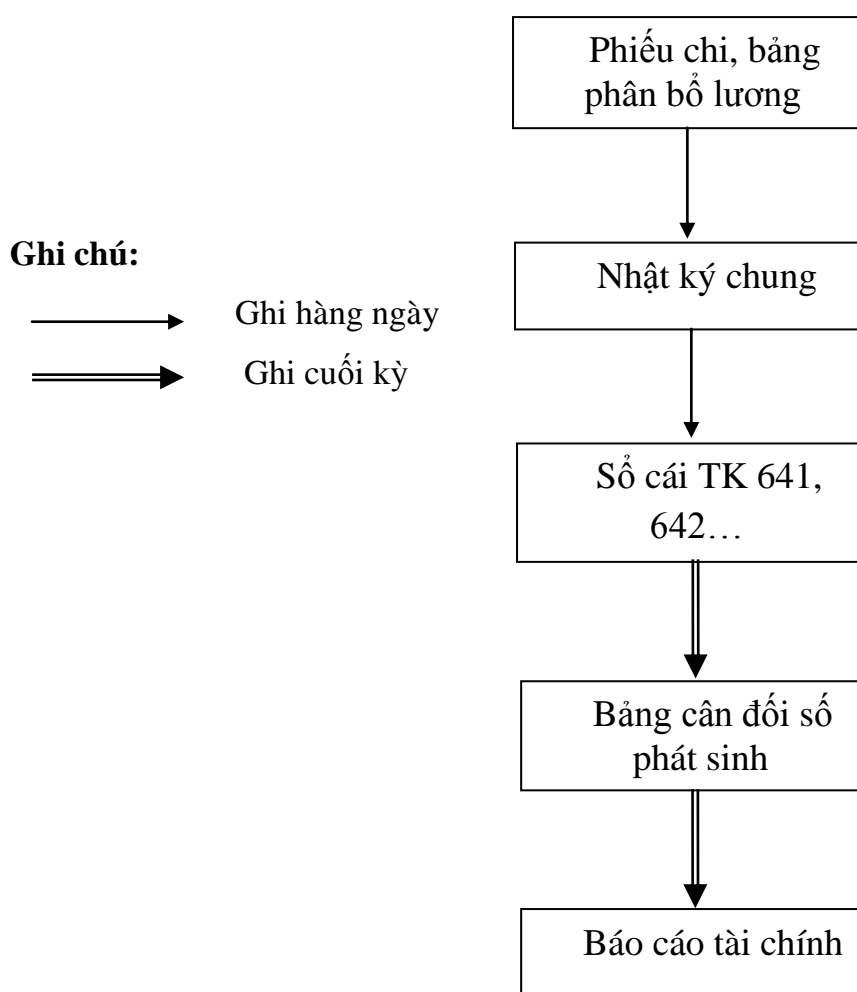 Phiếu chi, bảng
phân bổ lương
Ghi chú:
Nhật ký chung
Ghi hàng ngày
Ghi cuối kỳ
Sổ cái TK 641,
642…
Bảng cân đối số
phát sinh
Báo cáo tài chính